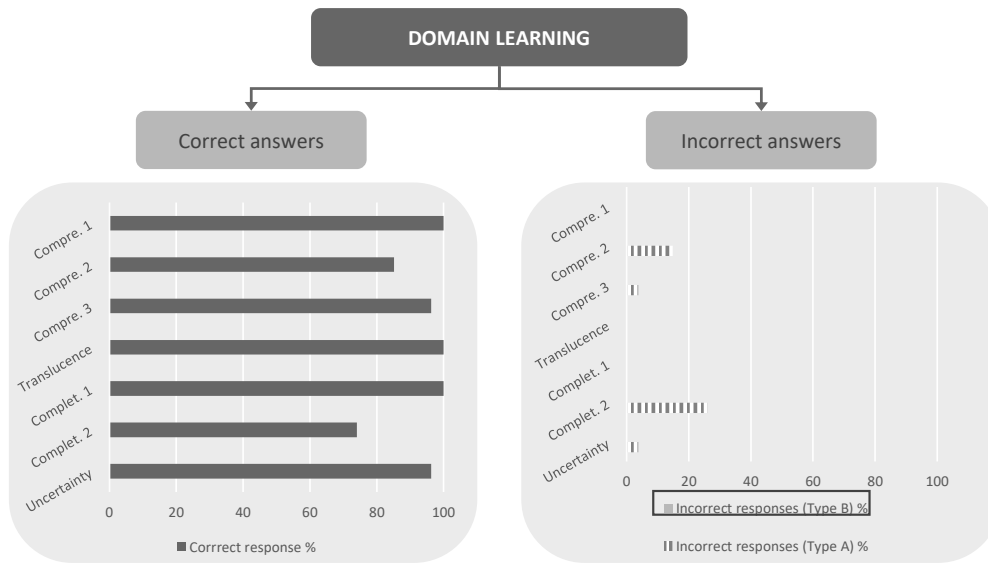 DOMAIN LEARNING
Correct answers
Incorrect answers
Compre. 1
Compre. 2
Compre. 3
Translucence
Complet. 1
Complet. 2
Uncertainty
0 20 40 60 80 100
Corrrect response %
Compre. 1
Compre. 2
Compre. 3
Translucence
Complet. 1
Complet. 2
Uncertainty
0 20 40 60 80 100
Incorrect responses (Type B) %
Incorrect responses (Type A) %